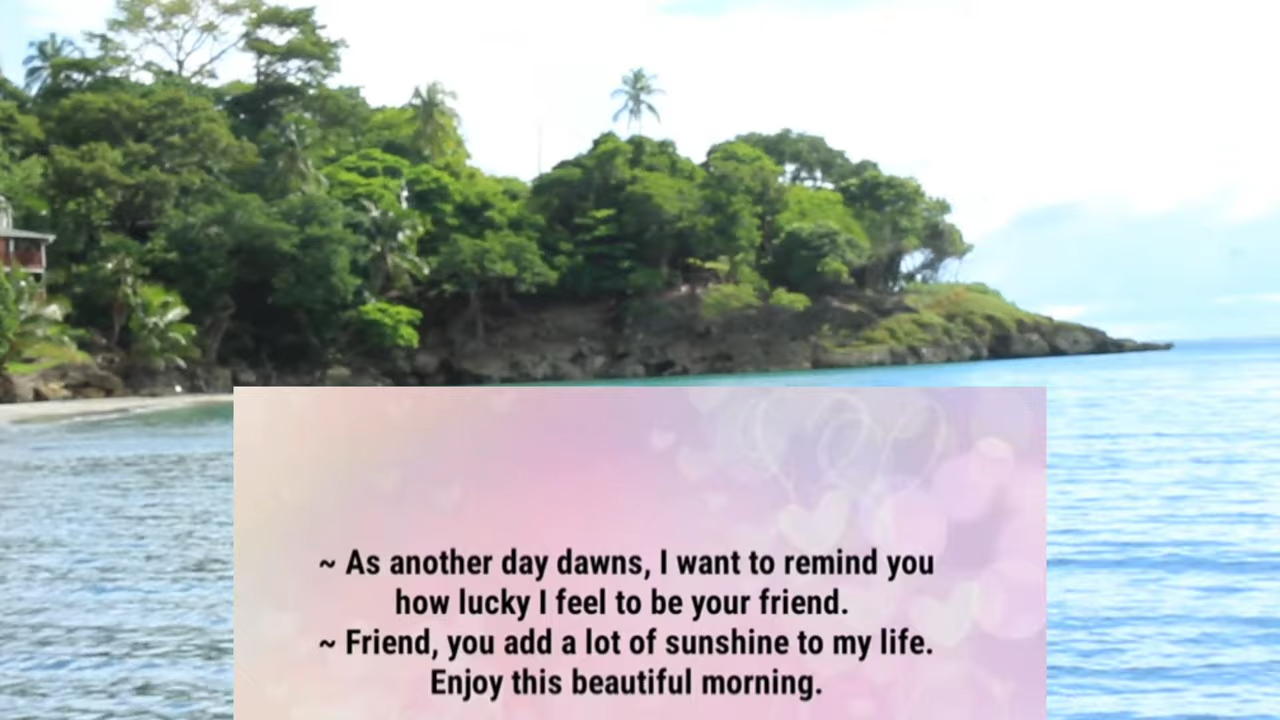 ~ As another day dawns, I want to remind you
how lucky I feel to be your friend.
~ Friend, you add a lot of sunshine to my life.
Enjoy this beautiful morning.